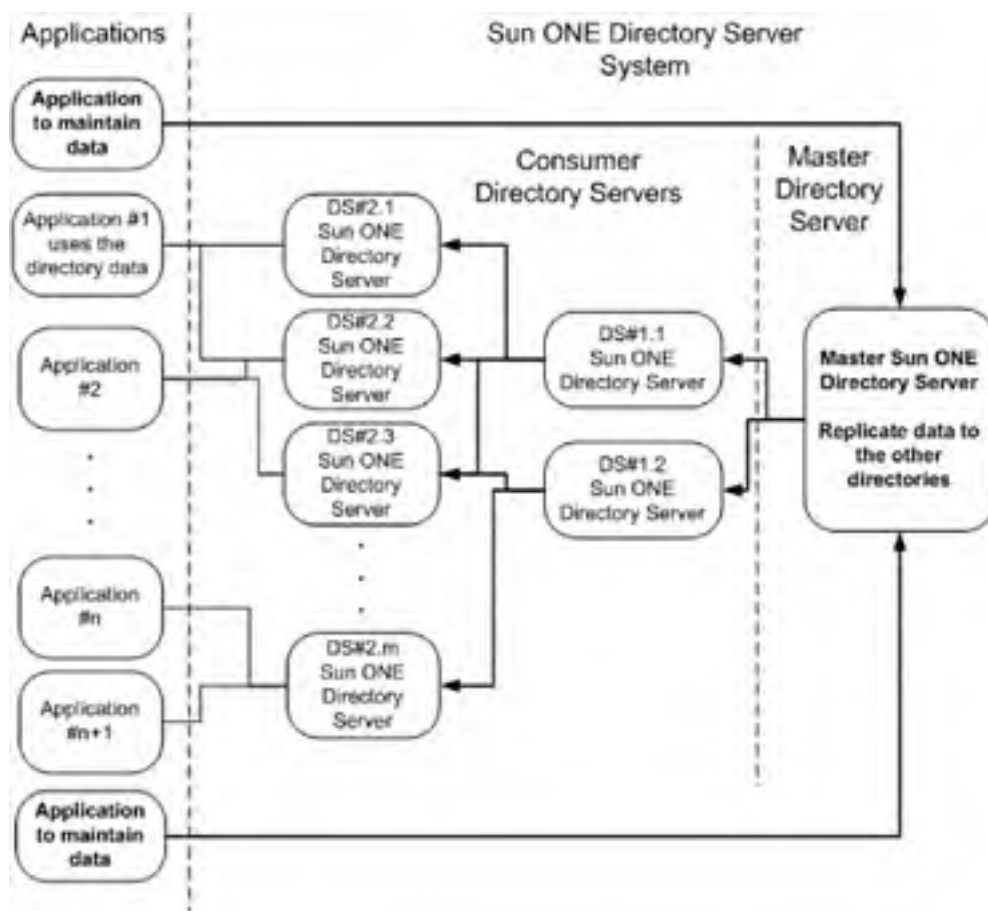 Applications
Sun ONE Directory Server
System
Application
to maintain
data
Consumer
Directory Servers
Master
Directory
Server
Application #1
uses the
directory data
DS#2.1
Sun ONE
Directory
Server
Application
#2
DS#2.2
Sun ONE
Directory
Server
DS#1.1
Sun ONE
Directory Server
Master Sun ONE
Directory Server
Replicate data to
the other
directories
DS#2.3
Sun ONE
Directory
Server
DS#1.2
Sun ONE
Directory Server
Application
#n
DS#2.m
Sun ONE
Directory
Server
Application
#n+1
Application
to maintain
data